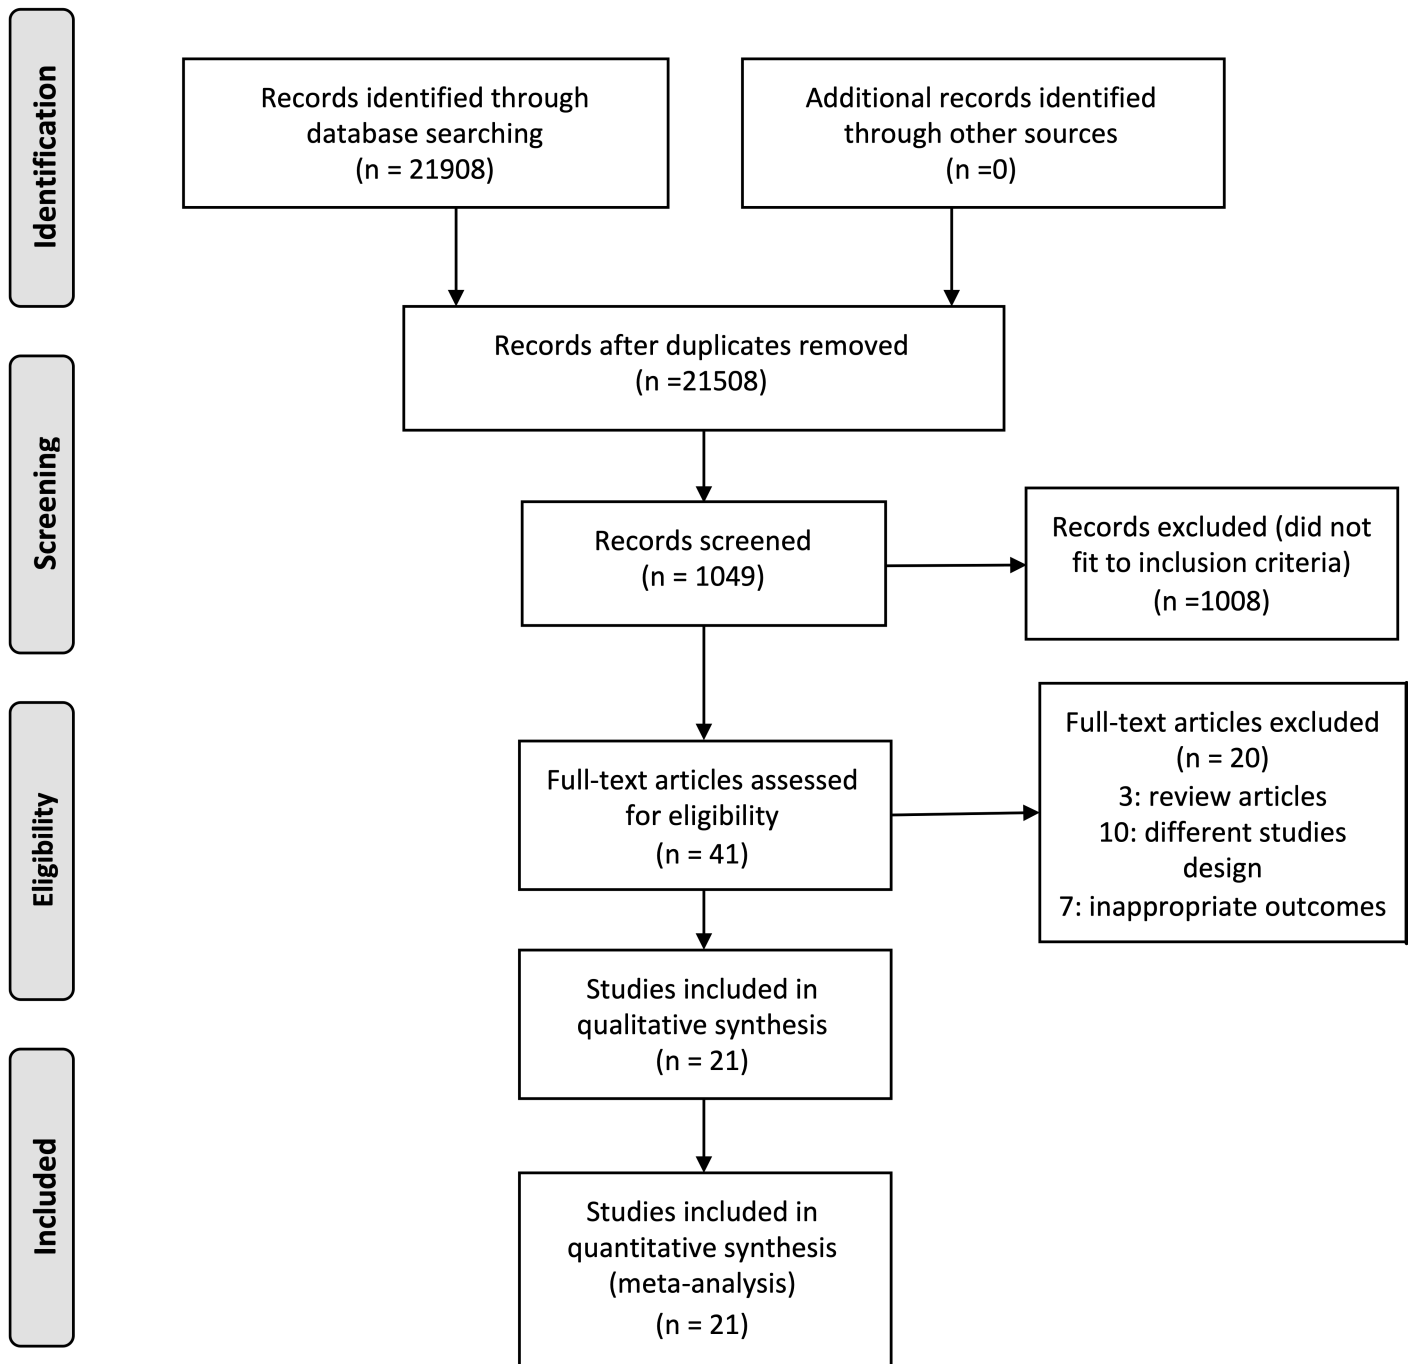 Identification
Records identified through
database searching
(n = 21908)
Additional records identified
through other sources
(n =0)
Records after duplicates removed
(n =21508)
Screening
Records screened
(n = 1049)
Records excluded (did not
fit to inclusion criteria)
(n =1008)
Eligibility
Full-text articles assessed
for eligibility
(n = 41)
Full-text articles excluded
(n = 20)
3: review articles
10: different studies
design
7: inappropriate outcomes
Studies included in
qualitative synthesis
(n = 21)
Included
Studies included in
quantitative synthesis
(meta-analysis)
(n = 21)